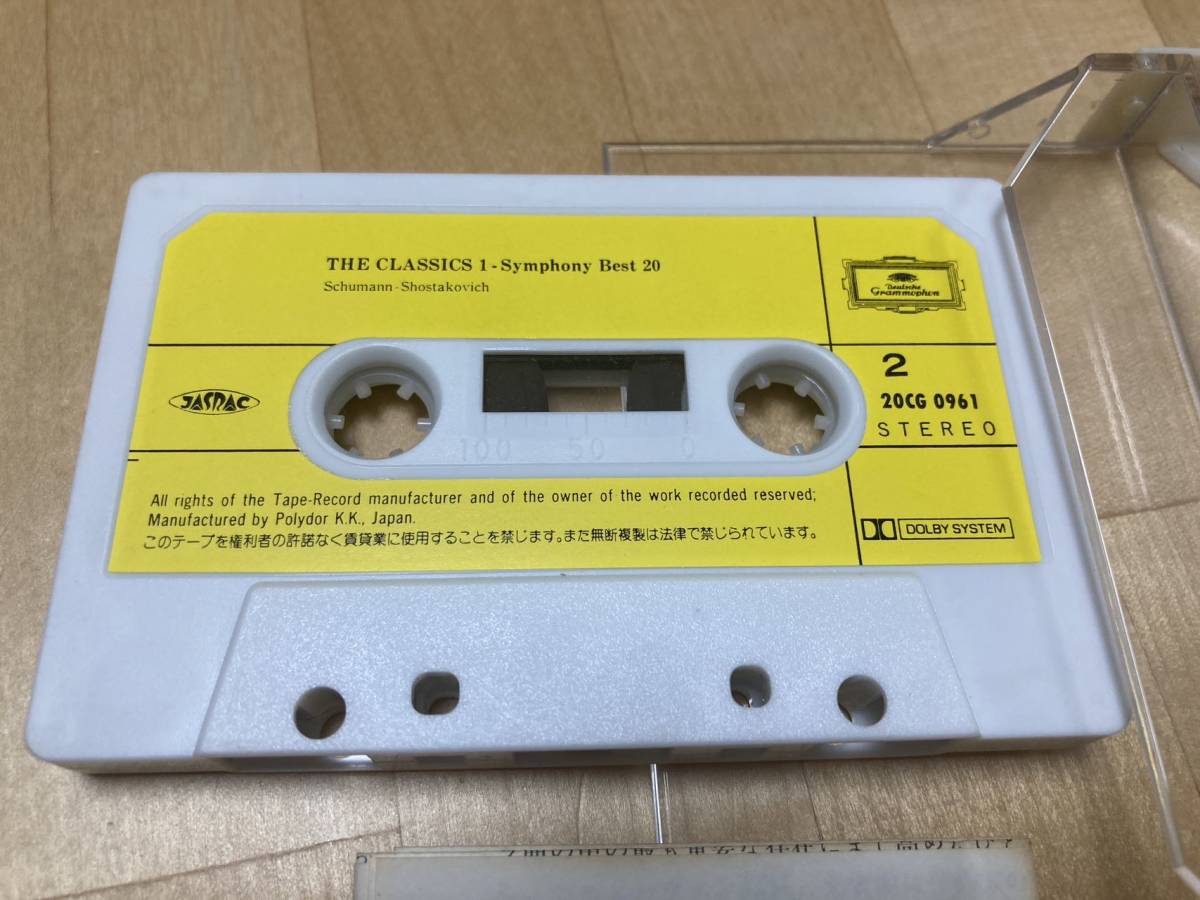 THE CLASSICS 1 - Symphony Best 20
Schumann - Shostakovich
Deutsche
Grammophon
JASRAC
2
20CG 0961
STEREO
100 50 0
All rights of the Tape-Record manufacturer and of the owner of the work recorded reserved;
Manufactured by Polydor K.K., Japan.
このテープを権利者の許諾なく賃貸業に使用することを禁じます。また無断複製は法律で禁じられています。
DOLBY SYSTEM